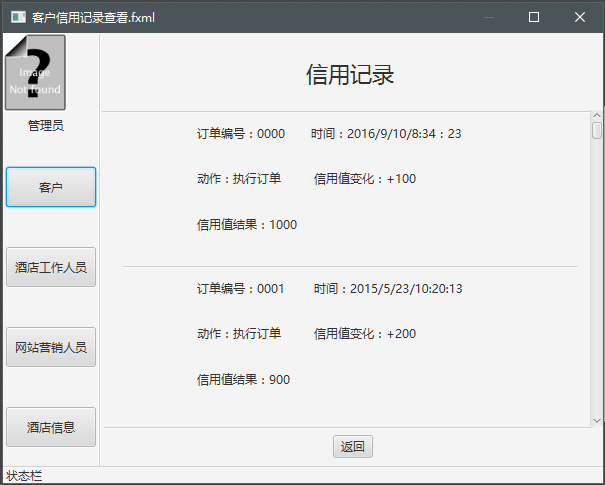 客户信用记录查看.fxml
Image
Not found
管理员
客户
酒店工作人员
网站营销人员
酒店信息
信用记录
订单编号：0000 时间：2016/9/10/8:34：23
动作：执行订单 信用值变化：+100
信用值结果：1000
订单编号：0001 时间：2015/5/23/10:20:13
动作：执行订单 信用值变化：+200
信用值结果：900
返回
状态栏